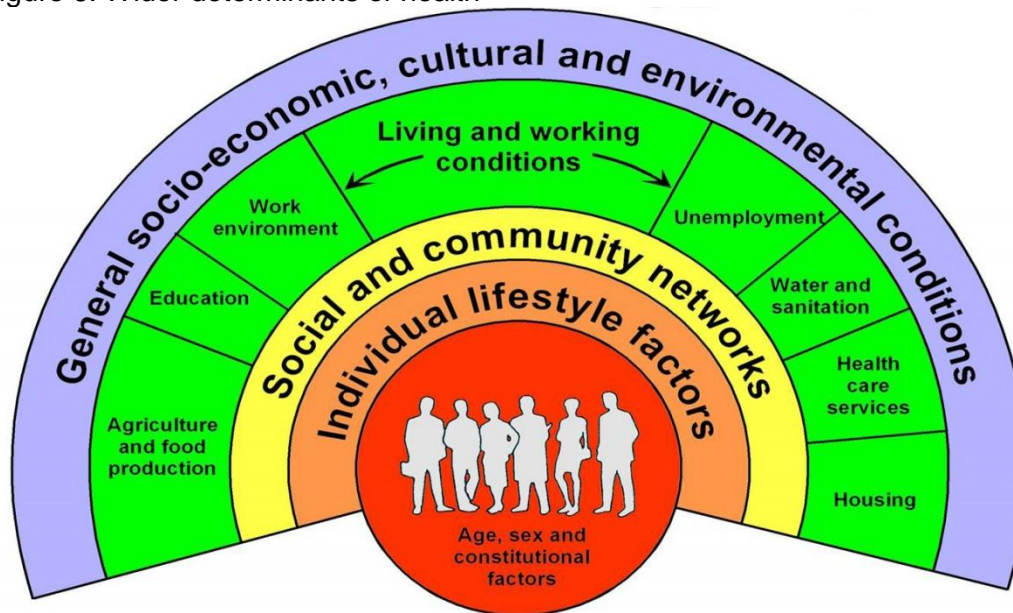 General socio-economic, cultural and environmental conditions
Living and working
conditions
Work
environment
Unemployment
Education
Water and
sanitation
Agriculture
and food
production
Health
care
services
Housing
Social and community networks
Individual lifestyle factors
Age, sex and
constitutional
factors